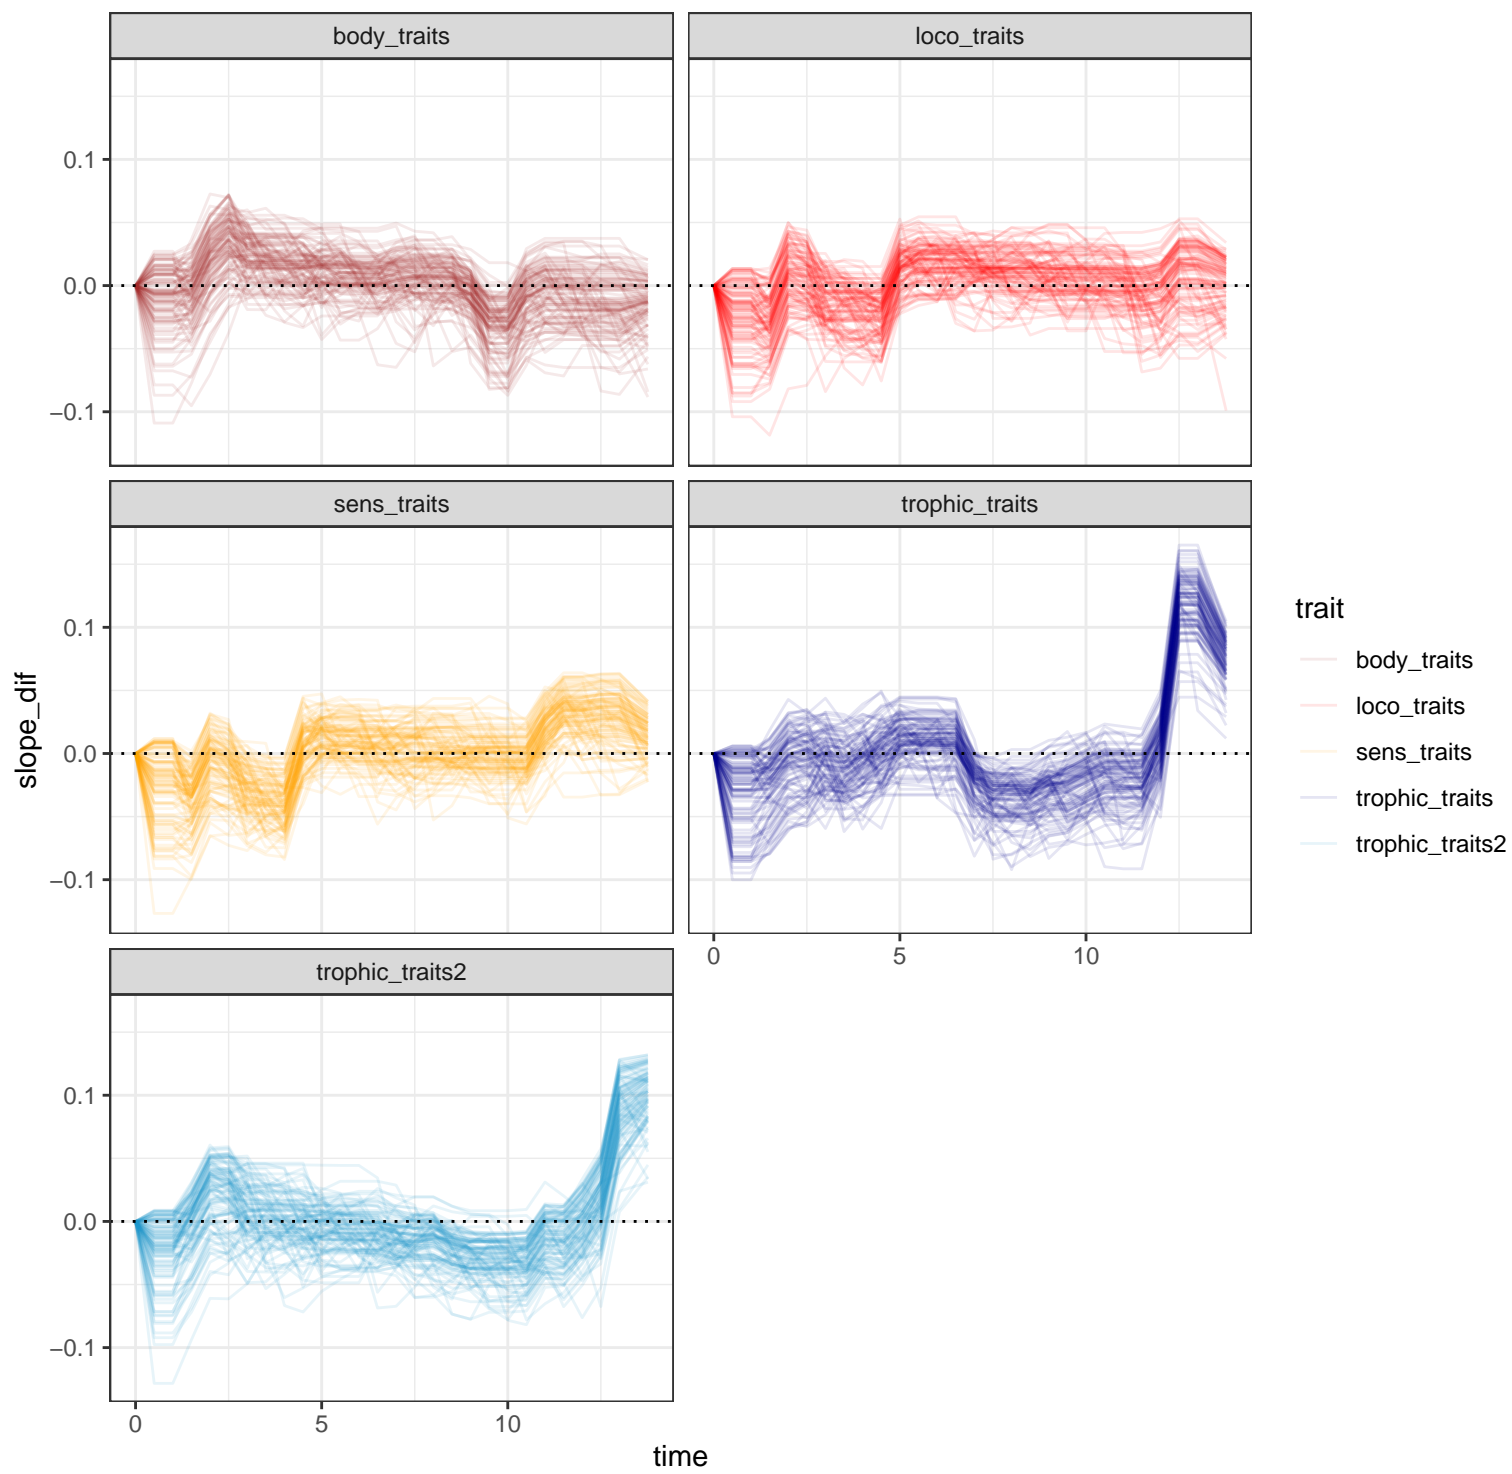 body_traits
loco_traits
0.1
0.0
−0.1
sens_traits
trophic_traits
0.1
0.0
−0.1
0
5
10
trophic_traits2
0.1
0.0
−0.1
0
5
10
time
slope_dif
trait
body_traits
loco_traits
sens_traits
trophic_traits
trophic_traits2